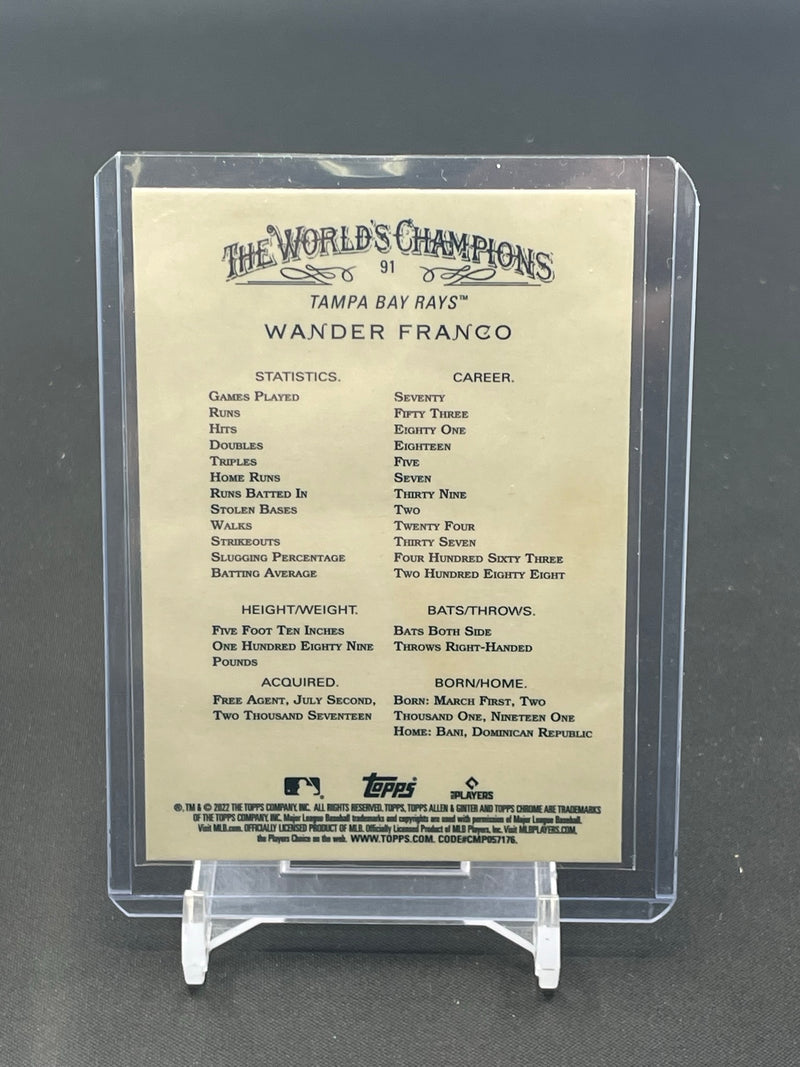 THE WORLD'S CHAMPIONS
91
TAMPA BAY RAYS™
WANDER FRANCO
STATISTICS. CAREER.
GAMES PLAYED SEVENTY
RUNS FIFTY THREE
HITS EIGHTY ONE
DOUBLES EIGHTEEN
TRIPLES FIVE
HOME RUNS SEVEN
RUNS BATTED IN THIRTY NINE
STOLEN BASES TWO
WALKS TWENTY FOUR
STRIKEOUTS THIRTY SEVEN
SLUGGING PERCENTAGE FOUR HUNDRED SIXTY THREE
BATTING AVERAGE TWO HUNDRED EIGHTY EIGHT
HEIGHT/WEIGHT.
FIVE FOOT TEN INCHES
ONE HUNDRED EIGHTY NINE
POUNDS
BATS/THROWS.
BATS BOTH SIDE
THROWS RIGHT-HANDED
ACQUIRED.
FREE AGENT, JULY SECOND,
TWO THOUSAND SEVENTEEN
BORN/HOME.
BORN: MARCH FIRST, TWO
THOUSAND ONE, NINETEEN ONE
HOME: BANI, DOMINICAN REPUBLIC
Topps® PLAYERS
®, TM & © 2022 THE TOPPS COMPANY, INC. ALL RIGHTS RESERVED. TOPPS, TOPPS ALLEN & GINTER AND TOPPS CHROME ARE TRADEMARKS
OF THE TOPPS COMPANY, INC. Major League Baseball trademarks and copyrights are used with permission of Major League Baseball.
Visit MLB.com. OFFICIALLY LICENSED PRODUCT OF MLB. Officially Licensed Product of MLB Players, Inc. Visit MLBPLAYERS.COM,
the Players Choice on the web. WWW.TOPPS.COM. CODE#CMP057176.